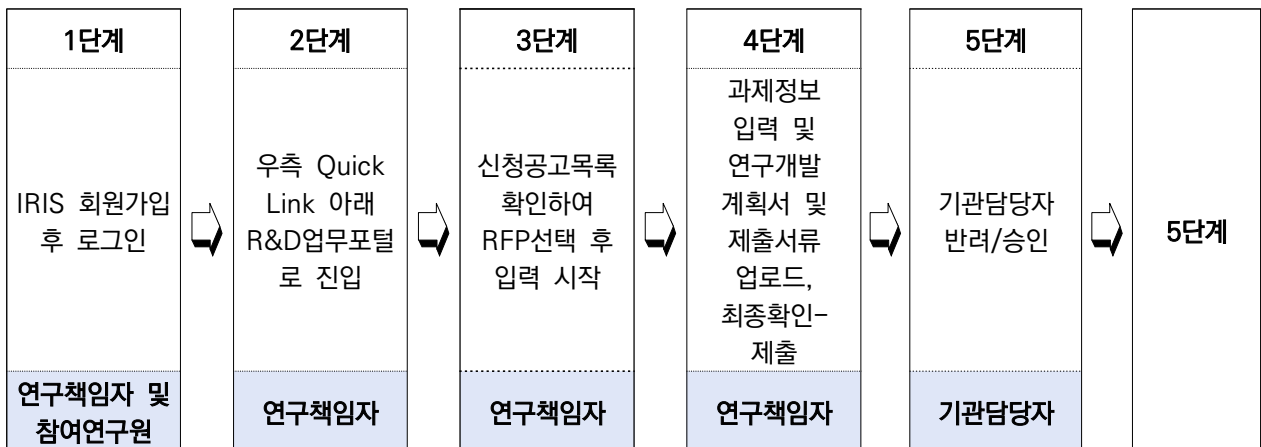 1단계
IRIS 회원가입
후 로그인
연구책임자 및
참여연구원
2단계
우측 Quick
Link 아래
R&D업무포털
로 진입
연구책임자
3단계
신청공고목록
확인하여
RFP선택 후
입력 시작
연구책임자
4단계
과제정보
입력 및
연구개발
계획서 및
제출서류
업로드,
최종확인-
제출
연구책임자
5단계
기관담당자
반려/승인
기관담당자
5단계